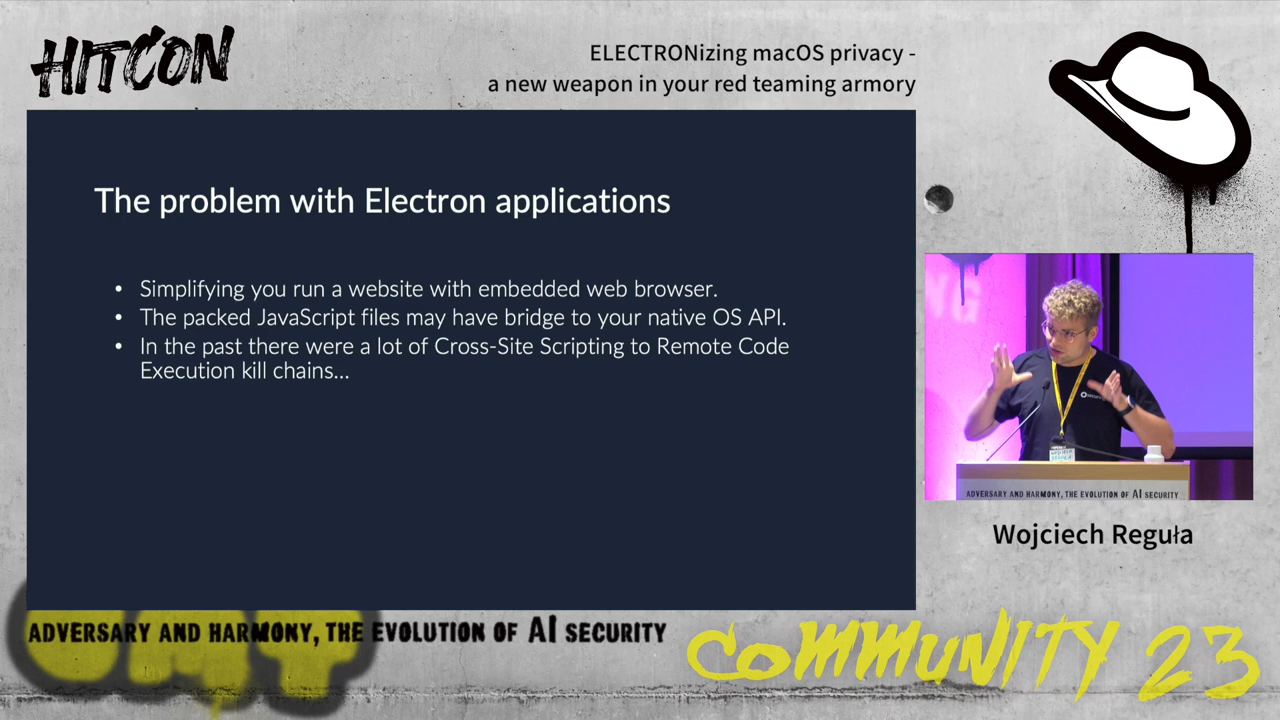 HITCON
ELECTRONizing macOS privacy -
a new weapon in your red teaming armory
The problem with Electron applications
• Simplifying you run a website with embedded web browser.
• The packed JavaScript files may have bridge to your native OS API.
• In the past there were a lot of Cross-Site Scripting to Remote Code
Execution kill chains...
NG
ADVERSARY AND HARMONY, THE EVOLUTION OF AI SECURITY
Wojciech Reguła
ADVERSARY AND HARMONY, THE EVOLUTION OF AI SECURITY
COMMUNITY 23